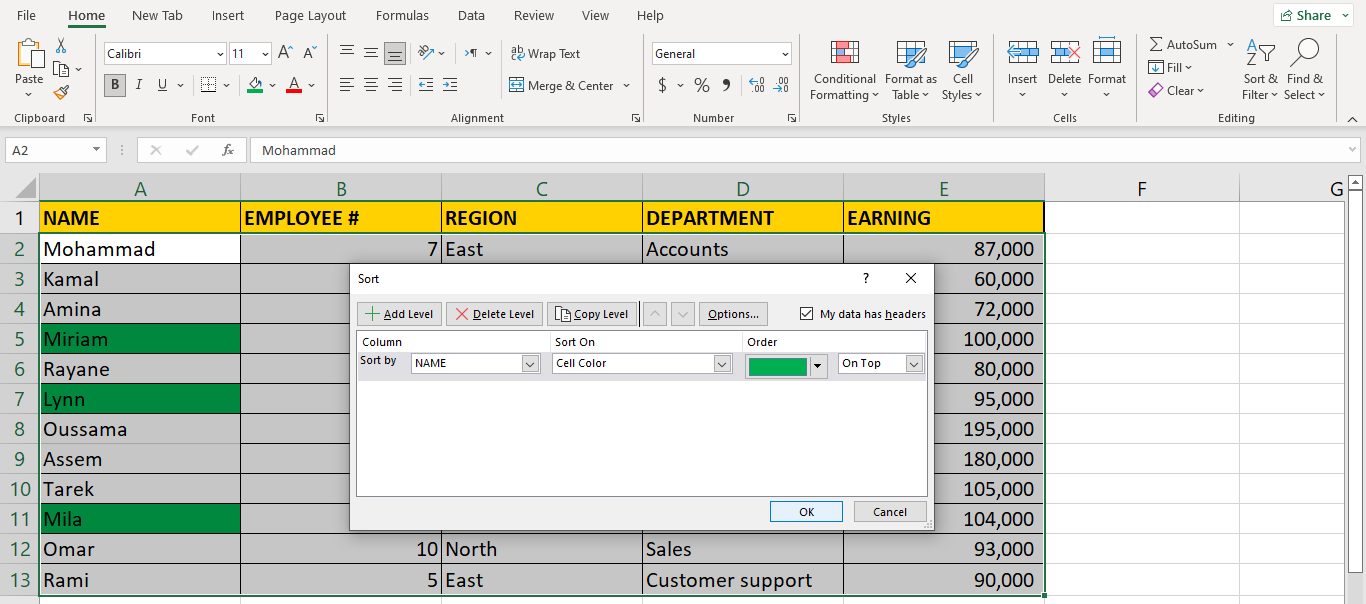 File Home New Tab Insert Page Layout Formulas Data Review View Help Share
Calibri 11 ab Wrap Text General AutoSum
Paste B I U Merge & Center $ % Conditional Formatting Format as Table Cell Styles Insert Delete Format Fill Clear Sort & Filter Find & Select
Clipboard Font Alignment Number Styles Cells Editing
A2 fx Mohammad
A B C D E F G
1 NAME EMPLOYEE # REGION DEPARTMENT EARNING
2 Mohammad 7 East Accounts 87,000
3 Kamal 60,000
4 Amina 72,000
5 Miriam 100,000
6 Rayane 80,000
7 Lynn 95,000
8 Oussama 195,000
9 Assem 180,000
10 Tarek 105,000
11 Mila 104,000
12 Omar 10 North Sales 93,000
13 Rami 5 East Customer support 90,000
Sort ?
Add Level Delete Level Copy Level Options... My data has headers
Column Sort On Order
Sort by NAME Cell Color On Top
OK Cancel